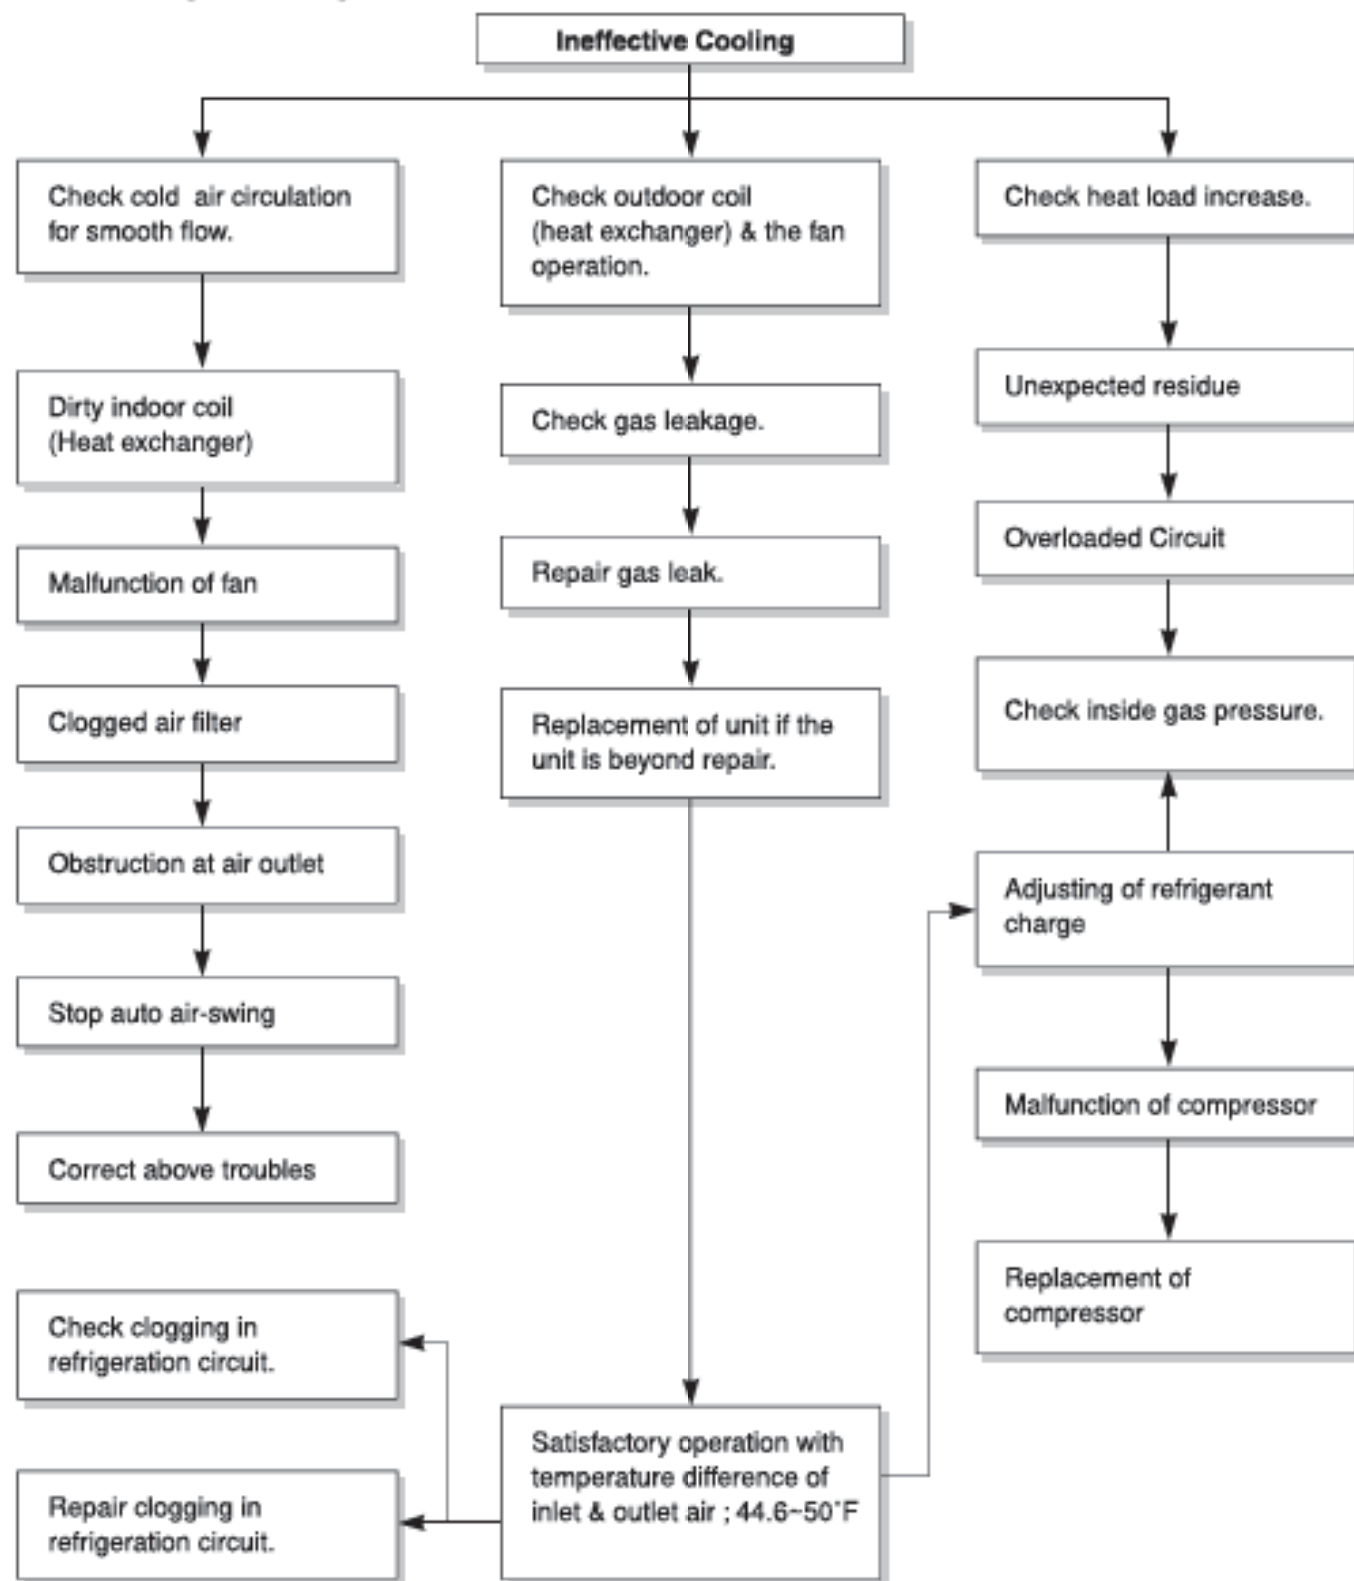 Ineffective Cooling
Check cold air circulation
for smooth flow.
Dirty indoor coil
(Heat exchanger)
Malfunction of fan
Clogged air filter
Obstruction at air outlet
Stop auto air-swing
Correct above troubles
Check clogging in
refrigeration circuit.
Repair clogging in
refrigeration circuit.
Check outdoor coil
(heat exchanger) & the fan
operation.
Check gas leakage.
Repair gas leak.
Replacement of unit if the
unit is beyond repair.
Satisfactory operation with
temperature difference of
inlet & outlet air ; 44.6~50°F
Check heat load increase.
Unexpected residue
Overloaded Circuit
Check inside gas pressure.
Adjusting of refrigerant
charge
Malfunction of compressor
Replacement of
compressor